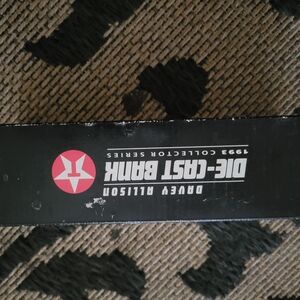 DAVEY ALLISON
DIE-CAST BANK
1993 COLLECTOR SERIES